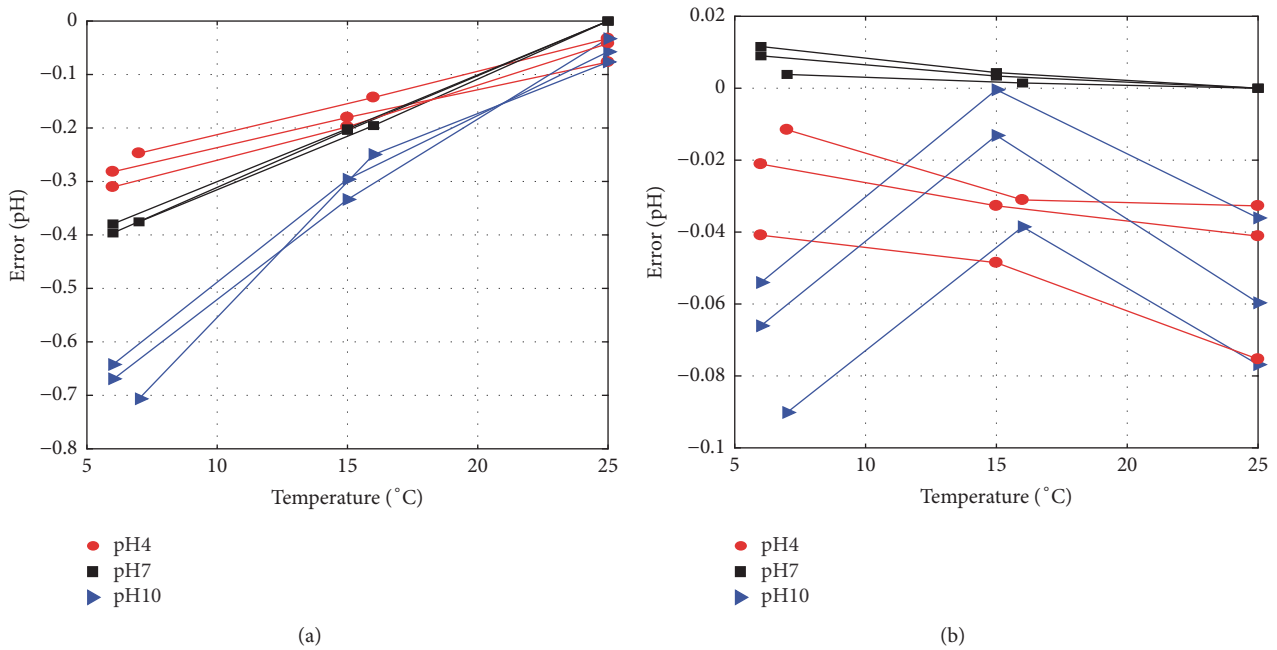 0
−0.1
−0.2
−0.3
−0.4
−0.5
−0.6
−0.7
−0.8
Error (pH)
5
10
15
20
25
Temperature (°C)
pH4
pH7
pH10
(a)
0.02
0
−0.02
−0.04
−0.06
−0.08
−0.1
Error (pH)
5
10
15
20
25
Temperature (°C)
pH4
pH7
pH10
(b)